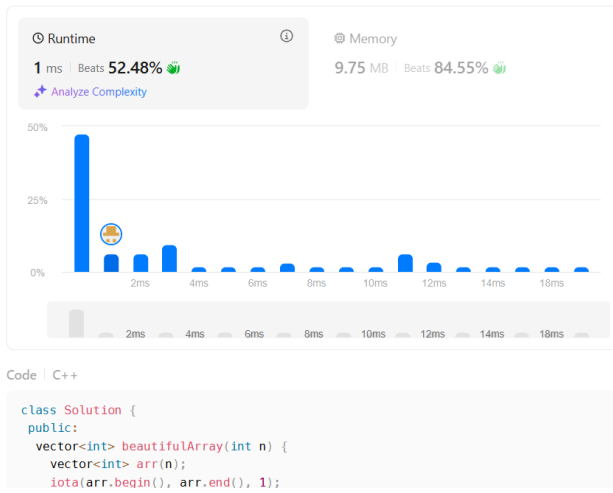 Runtime
1 ms | Beats 52.48%
Analyze Complexity
Memory
9.75 MB | Beats 84.55%
50%
25%
0%
2ms 4ms 6ms 8ms 10ms 12ms 14ms 16ms 18ms
2ms 4ms 6ms 8ms 10ms 12ms 14ms 16ms 18ms
Code | C++
class Solution {
public:
vector<int> beautifulArray(int n) {
vector<int> arr(n);
iota(arr.begin(), arr.end(), 1);